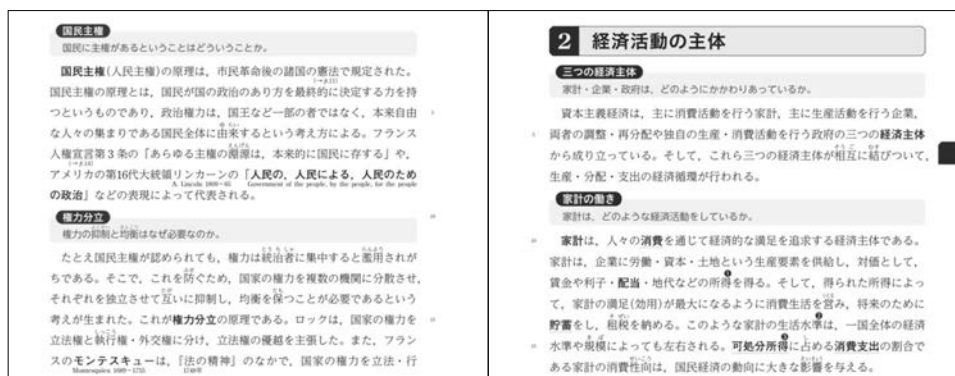 国民主権
国民に主権があるということはどういうことか。
国民主権(人民主権)の原理は,市民革命後の諸国の憲法で規定された。
国民主権の原理とは,国民が国の政治のあり方を最終的に決定する力を持
つというものであり,政治権力は,国王など一部の者ではなく,本来自由
な人々の集まりである国民全体に由来するという考え方による。フランス
人権宣言第3条の「あらゆる主権の淵源は,本来的に国民に存する」や,
アメリカの第16代大統領リンカーンの「人民の,人民による,人民のため
A. Lincoln 1809~65 Government of the people, by the people, for the people
の政治」などの表現によって代表される。
権力分立
権力の抑制と均衡はなぜ必要なのか。
たとえ国民主権が認められても,権力は統治者に集中すると濫用されが
ちである。そこで,これを防ぐため,国家の権力を複数の機関に分散させ,
それぞれを独立させて互いに抑制し,均衡を保つことが必要であるという
考えが生まれた。これが権力分立の原理である。ロックは,国家の権力を
立法権と執行権・外交権に分け,立法権の優越を主張した。また,フラン
スのモンテスキューは,『法の精神』のなかで,国家の権力を立法・行
Montesquieu 1689~1755 1748年
2 経済活動の主体
三つの経済主体
家計・企業・政府は,どのようにかかわりあっているか。
資本主義経済は,主に消費活動を行う家計,主に生産活動を行う企業,
両者の調整・再分配や独自の生産・消費活動を行う政府の三つの経済主体
から成り立っている。そして,これら三つの経済主体が相互に結びついて,
生産・分配・支出の経済循環が行われる。
家計の働き
家計は,どのような経済活動をしているか。
家計は,人々の消費を通じて経済的な満足を追求する経済主体である。
家計は,企業に労働・資本・土地という生産要素を供給し,対価として,
賃金や利子・配当・地代などの所得を得る。そして,得られた所得によっ
て,家計の満足(効用)が最大になるように消費生活を営み,将来のために
貯蓄をし,租税を納める。このような家計の生活水準は,一国全体の経済
水準や規模によっても左右される。可処分所得に占める消費支出の割合で
ある家計の消費性向は,国民経済の動向に大きな影響を与える。